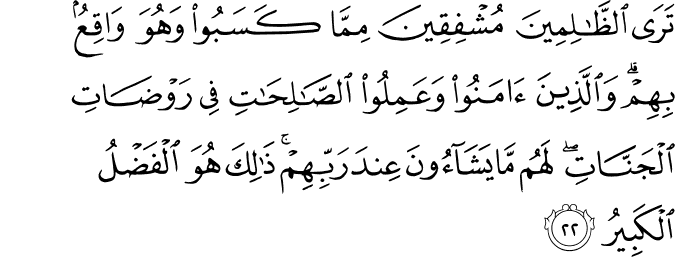 تَرَى ٱلظَّـٰلِمِينَ مُشْفِقِينَ مِمَّا كَسَبُوا۟ وَهُوَ وَاقِعٌۢ
بِهِمْ ۗ وَٱلَّذِينَ ءَامَنُوا۟ وَعَمِلُوا۟ ٱلصَّـٰلِحَـٰتِ فِى رَوْضَاتِ
ٱلْجَنَّاتِ ۖ لَهُم مَّا يَشَآءُونَ عِندَ رَبِّهِمْ ۚ ذَٰلِكَ هُوَ ٱلْفَضْلُ
ٱلْكَبِيرُ ٢٢